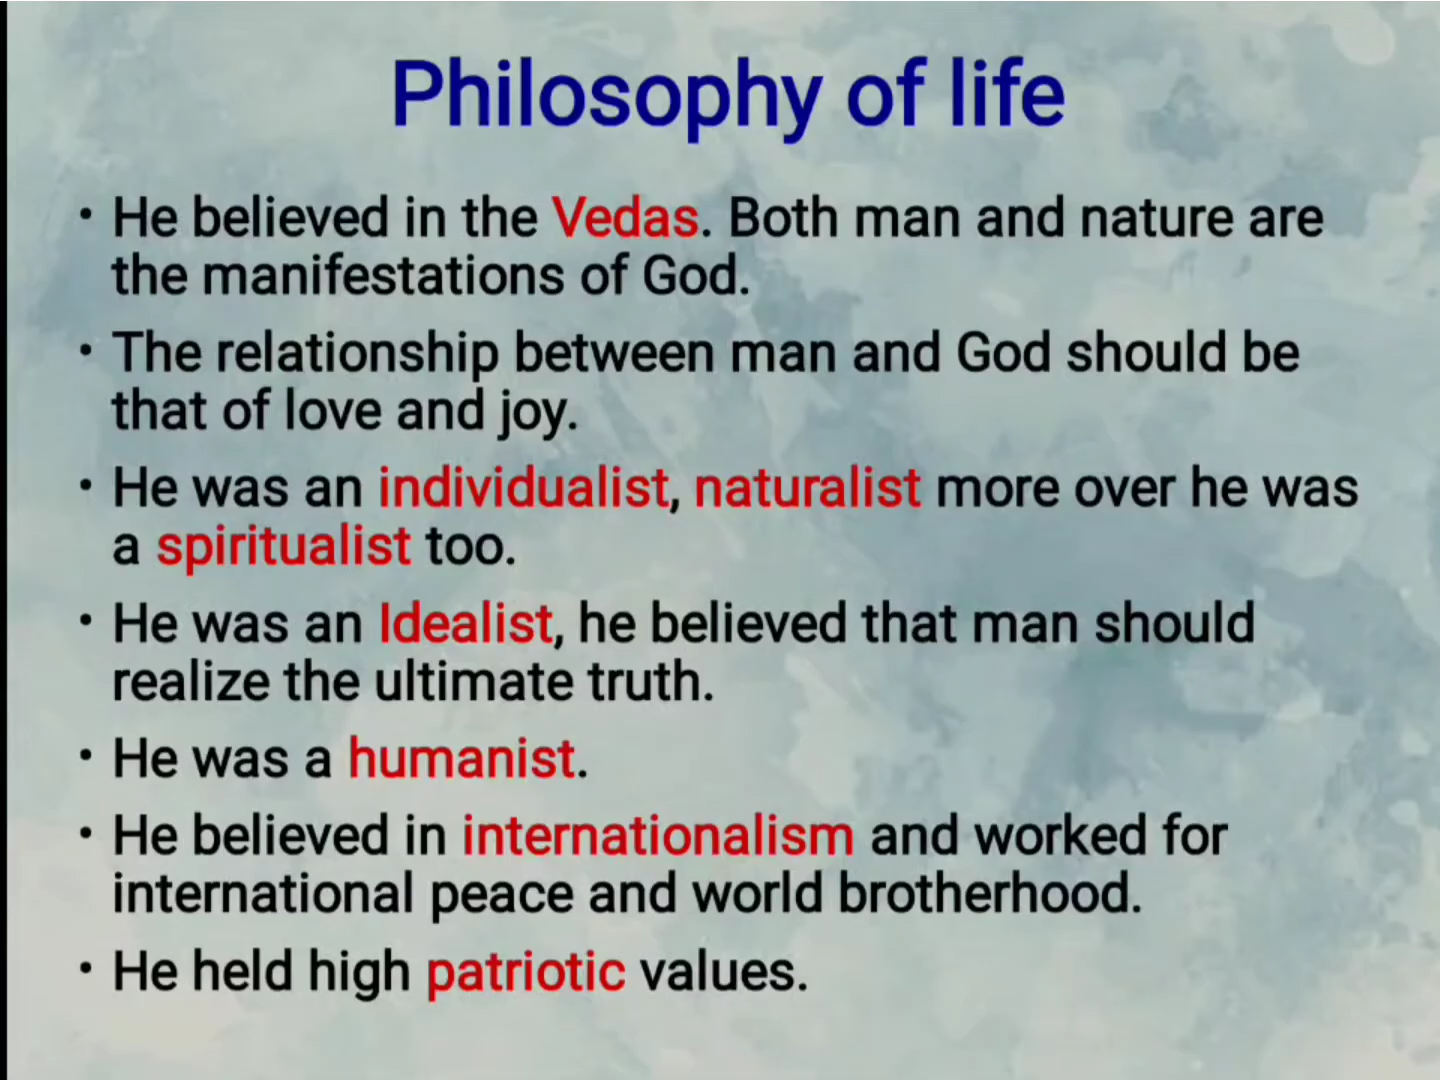 Philosophy of life
• He believed in the Vedas. Both man and nature are
the manifestations of God.
• The relationship between man and God should be
that of love and joy.
• He was an individualist, naturalist more over he was
a spiritualist too.
• He was an Idealist, he believed that man should
realize the ultimate truth.
• He was a humanist.
• He believed in internationalism and worked for
international peace and world brotherhood.
• He held high patriotic values.